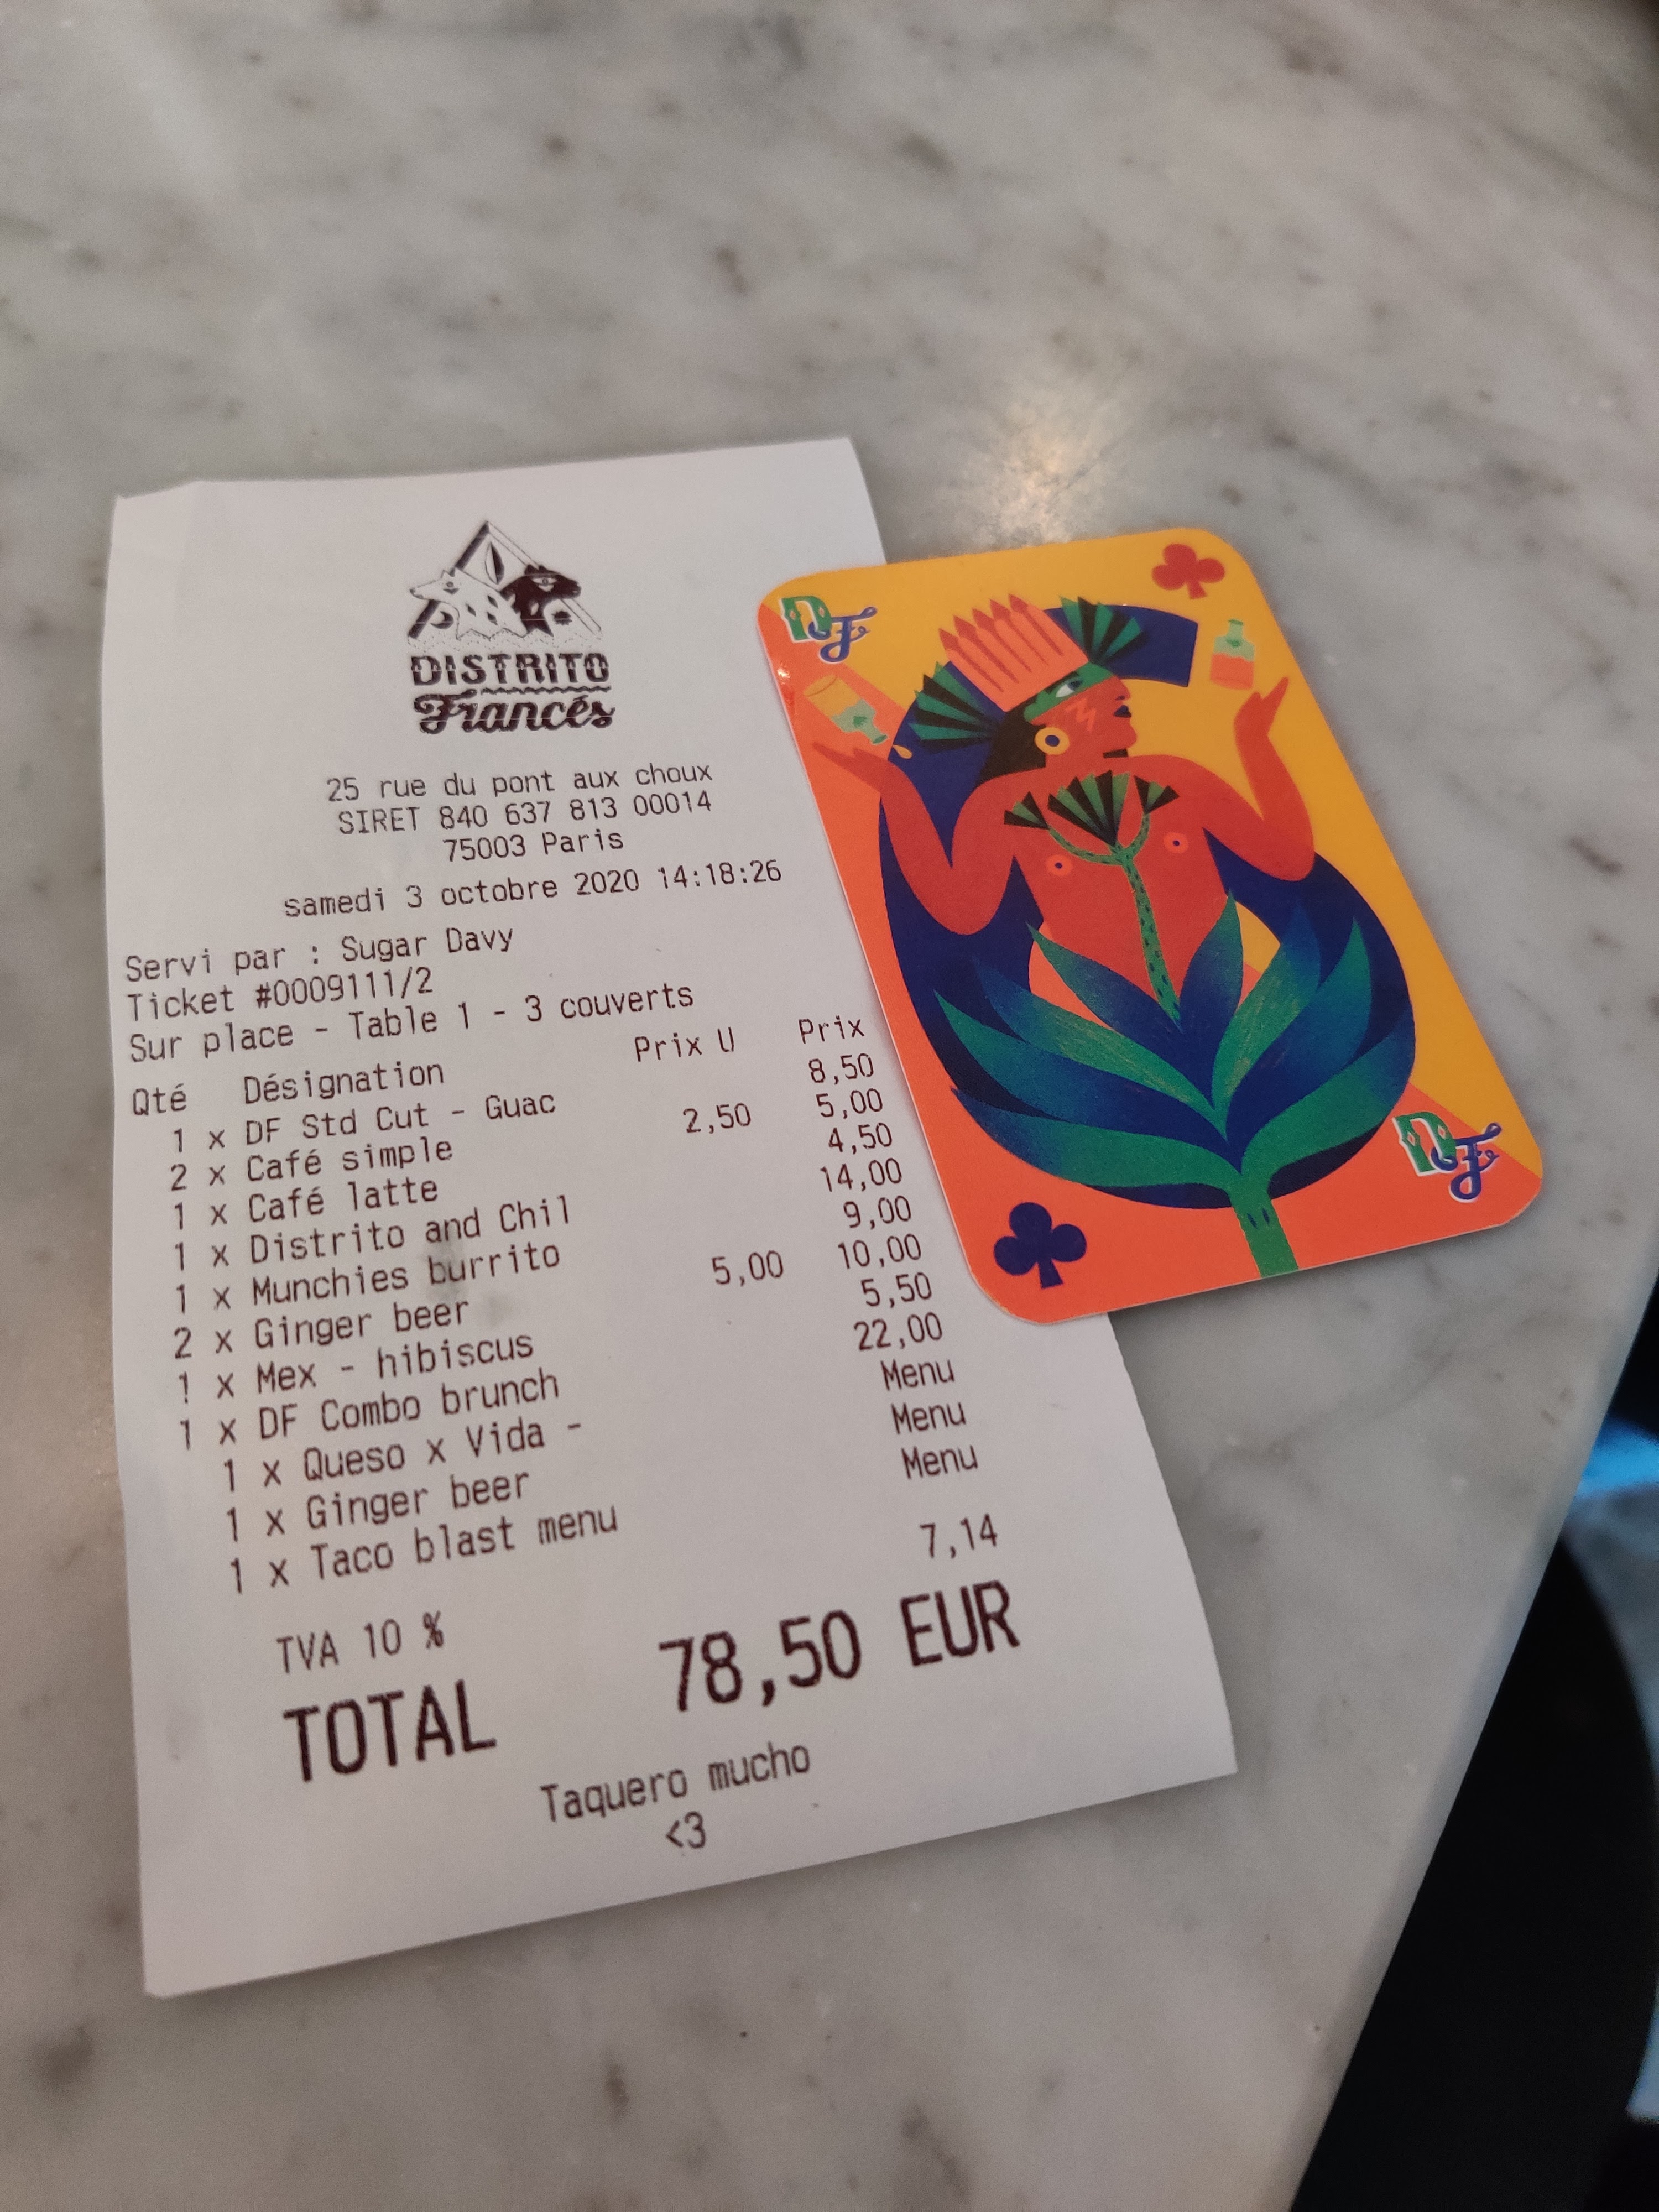 DISTRITO
Francés
25 rue du pont aux choux
SIRET 840 637 813 00014
75003 Paris
samedi 3 octobre 2020 14:18:26
Servi par : Sugar Davy
Ticket #0009111/2
Sur place - Table 1 - 3 couverts
Qté Désignation Prix U Prix
1 x DF Std Cut - Guac 8,50
2 x Café simple 2,50 5,00
1 x Café latte 4,50
1 x Distrito and Chil 14,00
1 x Munchies burrito 9,00
2 x Ginger beer 5,00 10,00
1 x Mex - hibiscus 5,50
1 x DF Combo brunch 22,00
1 x Queso x Vida - Menu
1 x Ginger beer Menu
1 x Taco blast menu Menu
TVA 10 % 7,14
TOTAL 78,50 EUR
Taquero mucho
<3
DF
DF